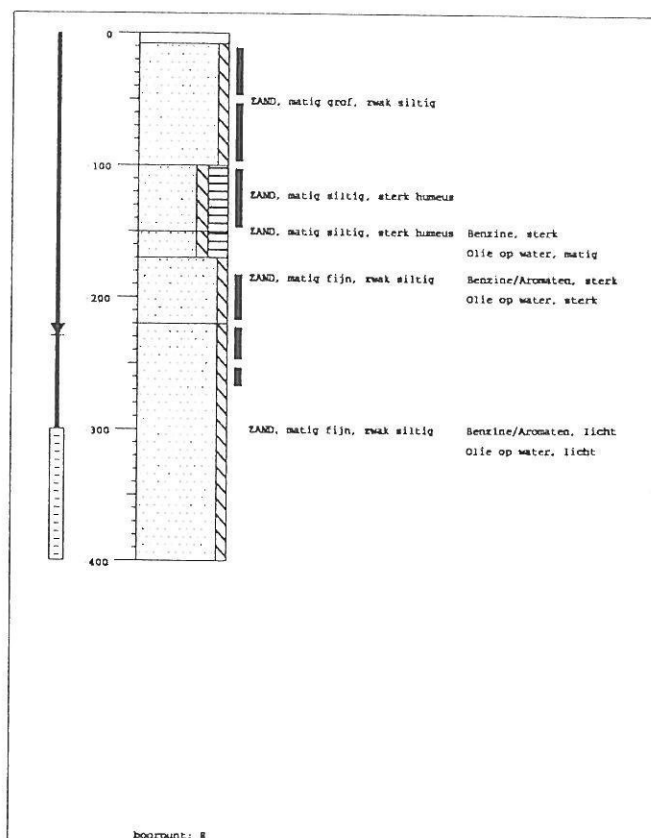 0
ZAND, matig grof, zwak siltig
100
ZAND, matig siltig, sterk humeus
ZAND, matig siltig, sterk humeus Benzine, sterk
Olie op water, matig
ZAND, matig fijn, zwak siltig Benzine/Aromaten, sterk
200
Olie op water, sterk
300
ZAND, matig fijn, zwak siltig Benzine/Aromaten, licht
Olie op water, licht
400
boorpunt: